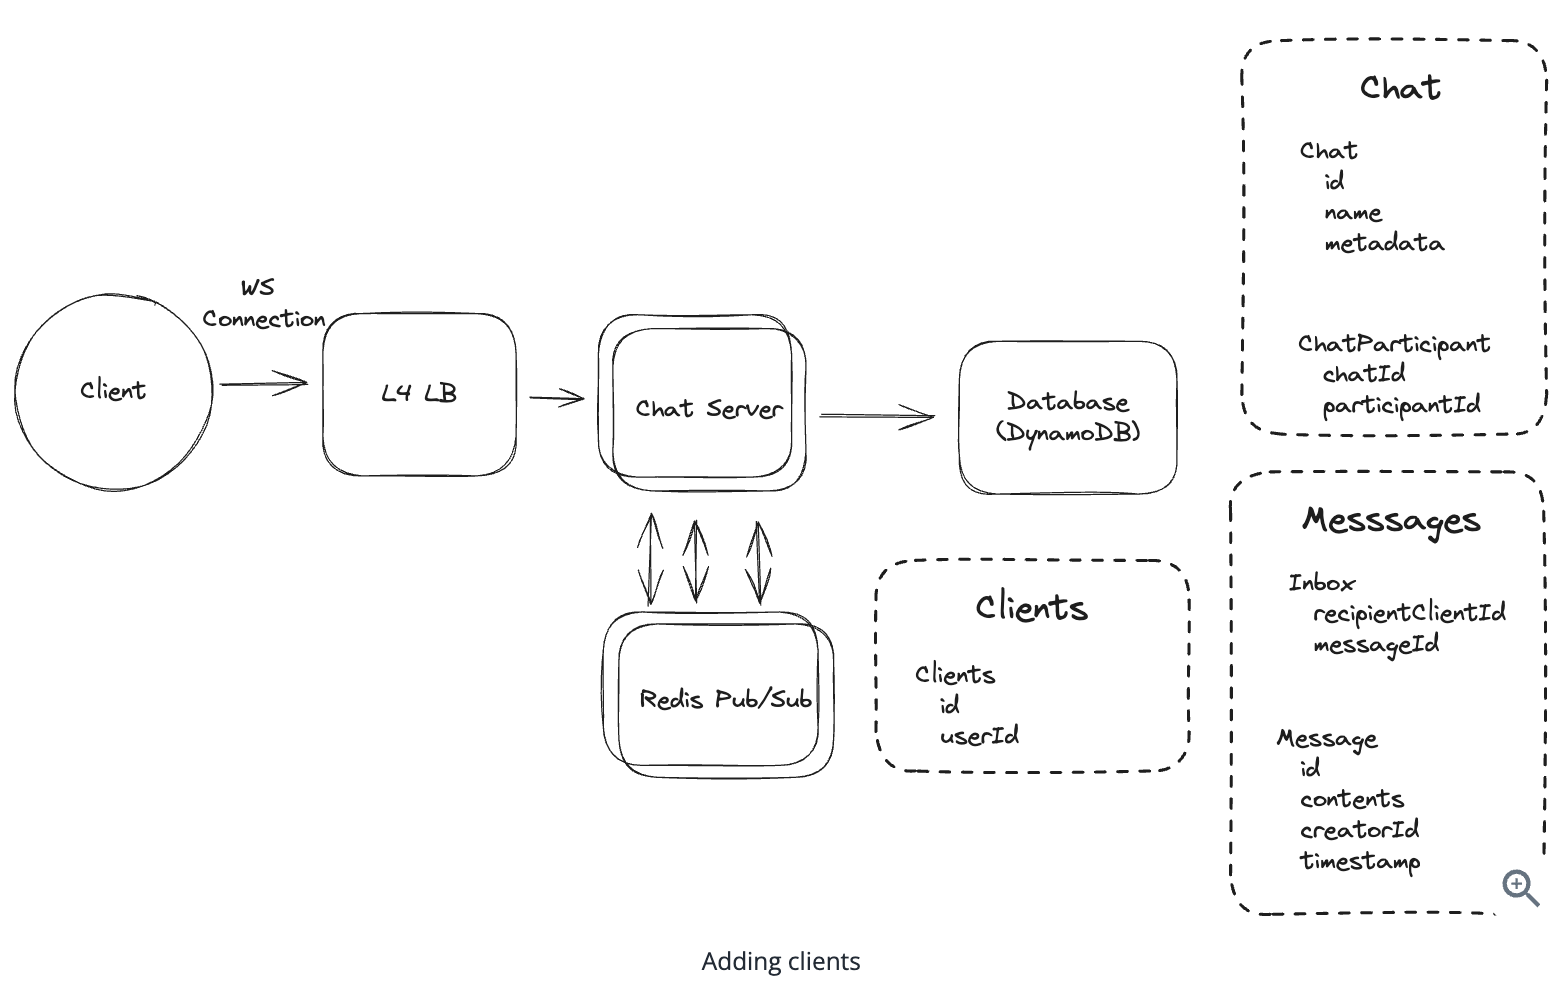 Client
WS
Connection
L4 LB
Chat Server
Database
(DynamoDB)
Redis Pub/Sub
Clients
Clients
id
userId
Chat
Chat
id
name
metadata
ChatParticipant
chatId
participantId
Messsages
Inbox
recipientClientId
messageId
Message
id
contents
creatorId
timestamp
Adding clients